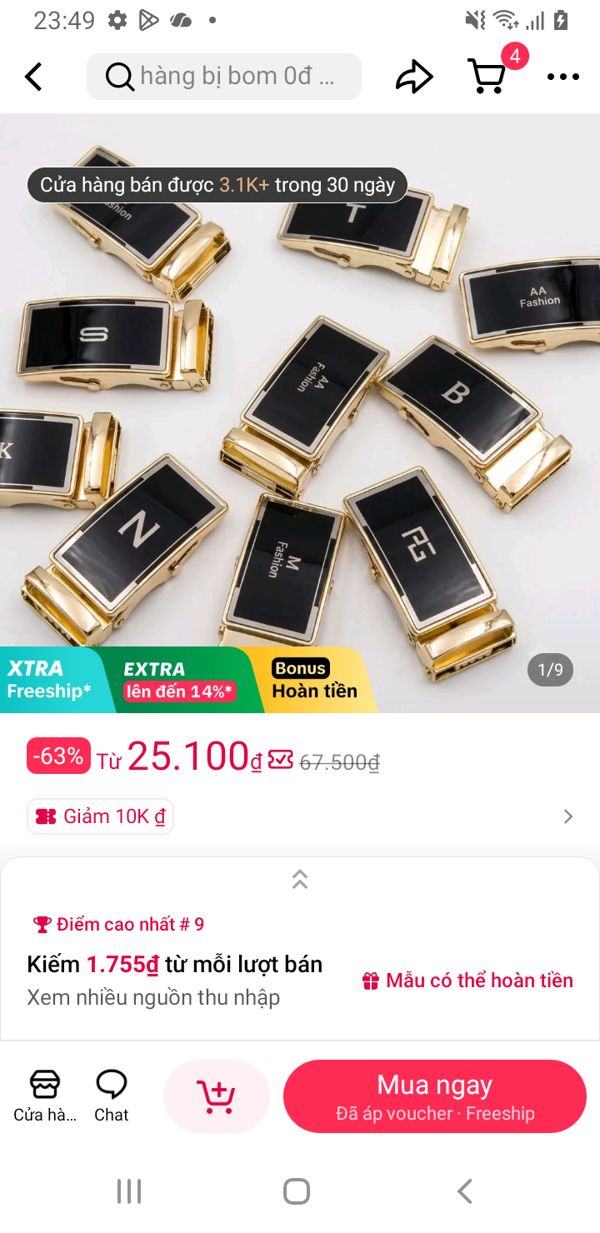 23:49
hàng bị bom 0đ ...
4
Cửa hàng bán được 3.1K+ trong 30 ngày
T
AA
Fashion
S
AA
Fashion
B
K
N
M
Fashion
XTRA
Freeship*
EXTRA
lên đến 14%*
Bonus
Hoàn tiền
1/9
-63% Từ 25.100₫ 67.500₫
Giảm 10K ₫
Điểm cao nhất # 9
Kiếm 1.755₫ từ mỗi lượt bán
Mẫu có thể hoàn tiền
Xem nhiều nguồn thu nhập
Cửa hà...
Chat
Mua ngay
Đã áp voucher · Freeship